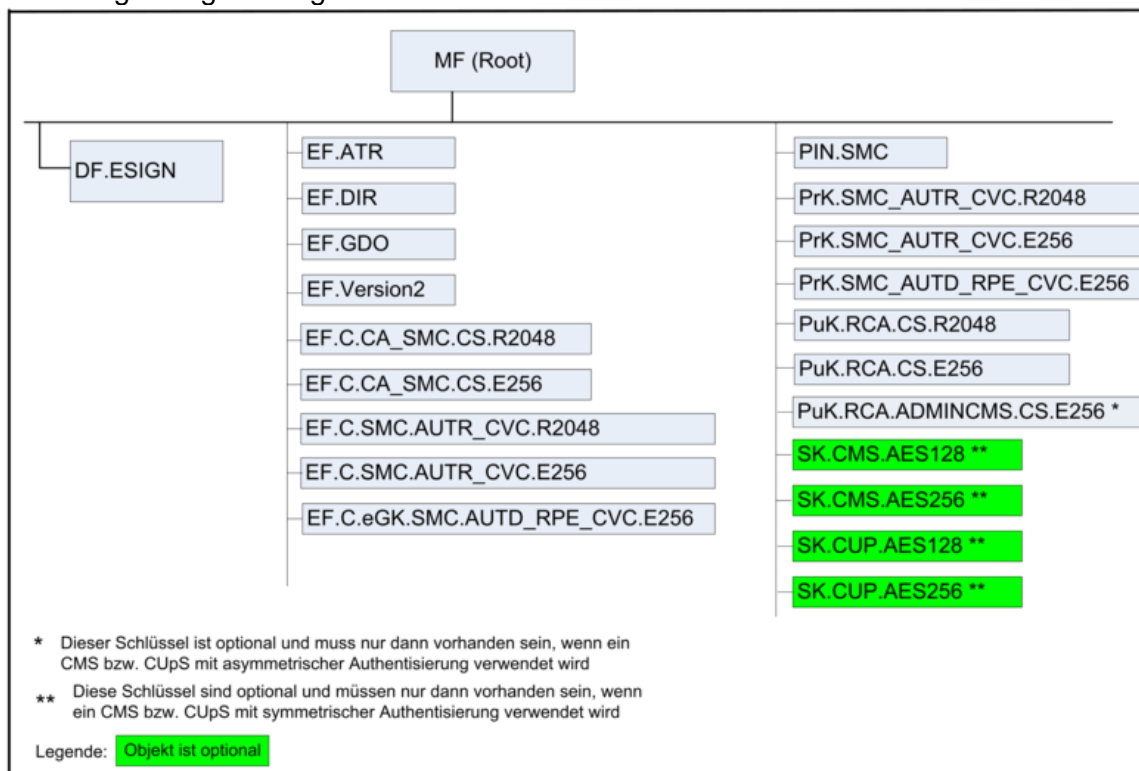 MF (Root)
DF.ESIGN
EF.ATR
EF.DIR
EF.GDO
EF.Version2
EF.C.CA_SMC.CS.R2048
EF.C.CA_SMC.CS.E256
EF.C.SMC.AUTR_CVC.R2048
EF.C.SMC.AUTR_CVC.E256
EF.C.eGK.SMC.AUTD_RPE_CVC.E256
PIN.SMC
PrK.SMC_AUTR_CVC.R2048
PrK.SMC_AUTR_CVC.E256
PrK.SMC_AUTD_RPE_CVC.E256
PuK.RCA.CS.R2048
PuK.RCA.CS.E256
PuK.RCA.ADMINCMS.CS.E256 *
SK.CMS.AES128 **
SK.CMS.AES256 **
SK.CUP.AES128 **
SK.CUP.AES256 **
* Dieser Schlüssel ist optional und muss nur dann vorhanden sein, wenn ein
CMS bzw. CUpS mit asymmetrischer Authentisierung verwendet wird
** Diese Schlüssel sind optional und müssen nur dann vorhanden sein, wenn
ein CMS bzw. CUpS mit symmetrischer Authentisierung verwendet wird
Legende: Objekt ist optional